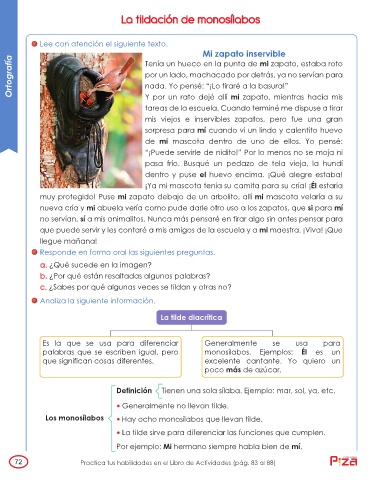 La tildación de monosílabos
Ortografía
Lee con atención el siguiente texto.
Mi zapato inservible
Tenía un hueco en la punta de mi zapato, estaba roto
por un lado, machacado por detrás, ya no servían para
nada. Yo pensé: “¡Lo tiraré a la basura!”
Y por un rato dejé allí mi zapato, mientras hacía mis
tareas de la escuela. Cuando terminé me dispuse a tirar
mis viejos e inservibles zapatos, pero fue una gran
sorpresa para mí cuando vi un lindo y calentito huevo
de mi mascota dentro de uno de ellos. Yo pensé:
“¡Puede servirle de nidito!” Por lo menos no se moja ni
pasa frío. Busqué un pedazo de tela vieja, la hundí
dentro y puse el huevo encima. ¡Qué alegre estaba!
¡Ya mi mascota tenía su camita para su cría! ¡Él estaría
muy protegido! Puse mi zapato debajo de un arbolito, allí mi mascota velaría a su
nueva cría y mi abuela vería como pude darle otro uso a los zapatos, que si para mí
no servían, sí a mis animalitos. Nunca más pensaré en tirar algo sin antes pensar para
que puede servir y les contaré a mis amigos de la escuela y a mi maestra. ¡Viva! ¡Que
llegue mañana!
Responde en forma oral las siguientes preguntas.
a. ¿Qué sucede en la imagen?
b. ¿Por qué están resaltadas algunas palabras?
c. ¿Sabes por qué algunas veces se tildan y otras no?
Analiza la siguiente información.
La tilde diacrítica
Es la que se usa para diferenciar
palabras que se escriben igual, pero
que significan cosas diferentes.
Generalmente se usa para
monosílabos. Ejemplos: Él es un
excelente cantante. Yo quiero un
poco más de azúcar.
Definición Tienen una sola sílaba. Ejemplo: mar, sol, ya, etc.
• Generalmente no llevan tilde.
Los monosílabos • Hay ocho monosílabos que llevan tilde.
• La tilde sirve para diferenciar las funciones que cumplen.
Por ejemplo: Mi hermano siempre habla bien de mí.
72 Practica tus habilidades en el Libro de Actividades (pág. 83 al 88)